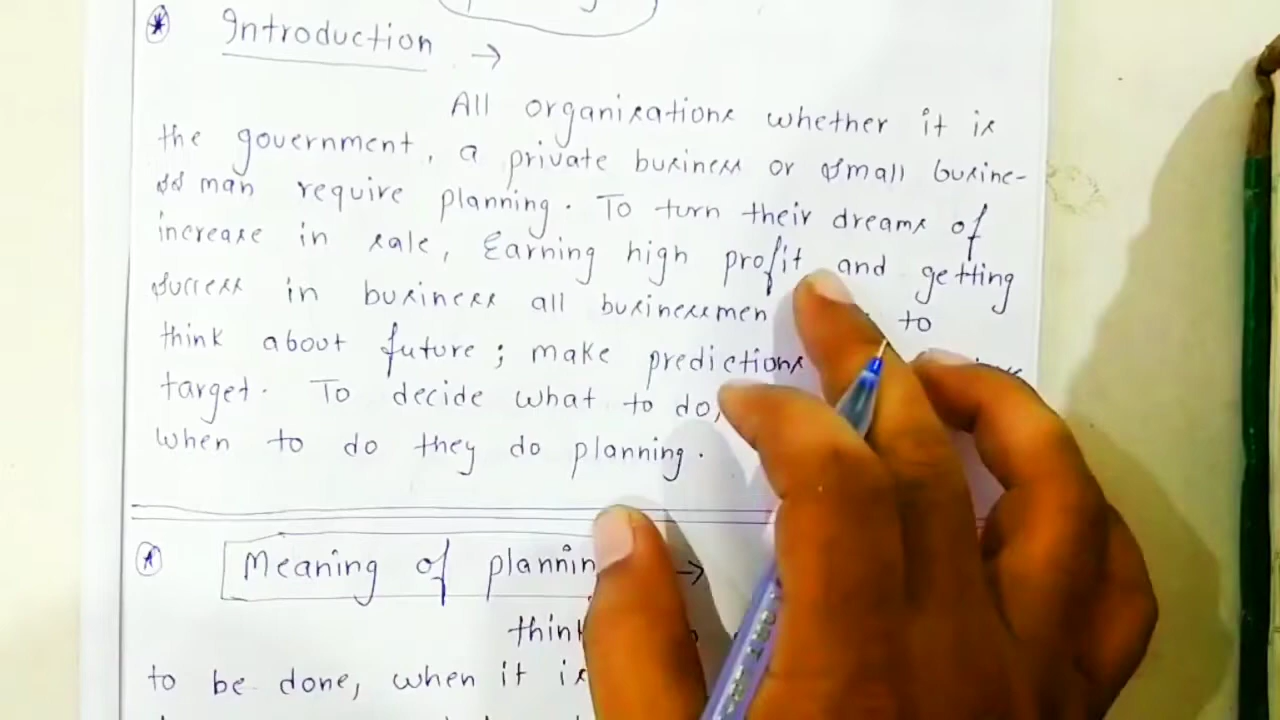 Introduction →
All organisations whether it is
the government, a private business or small busine-
ss man require planning. To turn their dreams of
increase in sale, Earning high profit and getting
success in business all businessmen to
think about future; make predictions
target. To decide what to do,
when to do they do planning.
Meaning of →
to be done, when it is